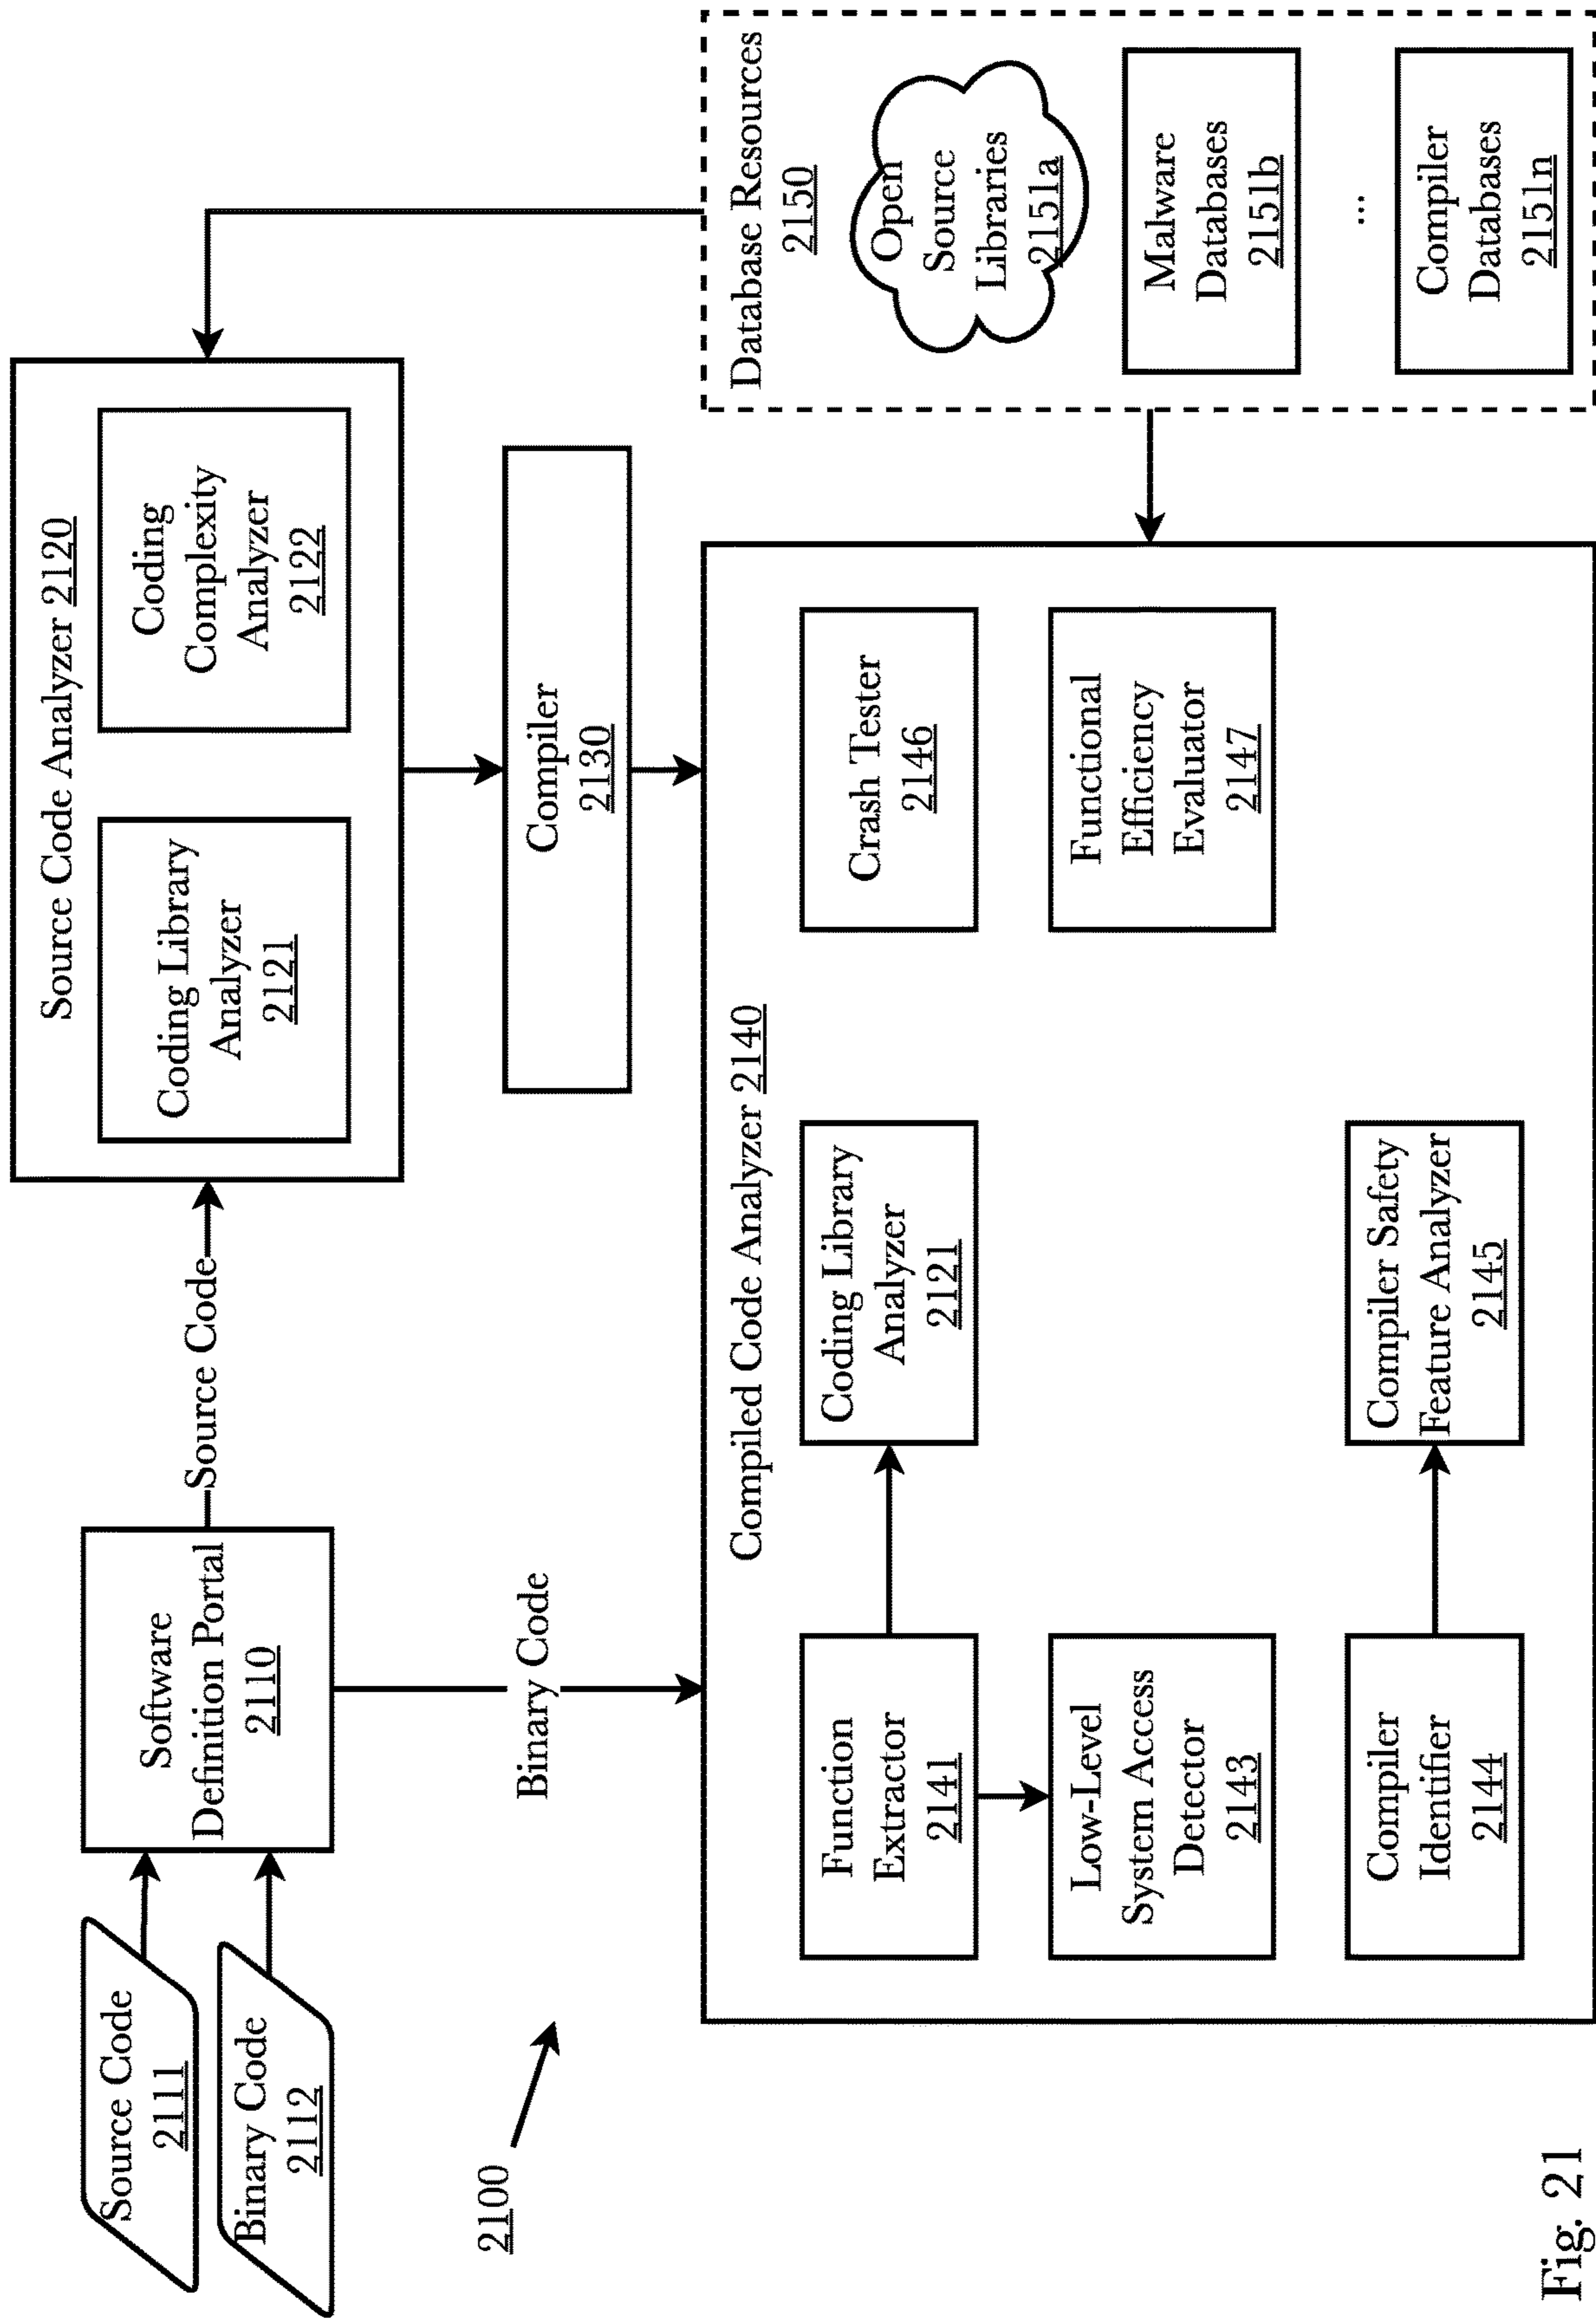 Source Code
2111
Binary Code
2112
Software
Definition Portal
2110
Source Code
Binary Code
Source Code Analyzer 2120
Coding Library
Analyzer
2121
Coding
Complexity
Analyzer
2122
Compiler
2130
2100
Compiled Code Analyzer 2140
Function
Extractor
2141
Coding Library
Analyzer
2121
Crash Tester
2146
Low-Level
System Access
Detector
2143
Functional
Efficiency
Evaluator
2147
Compiler
Identifier
2144
Compiler Safety
Feature Analyzer
2145
Database Resources
2150
Open
Source
Libraries
2151a
Malware
Databases
2151b
...
Compiler
Databases
2151n
Fig. 21